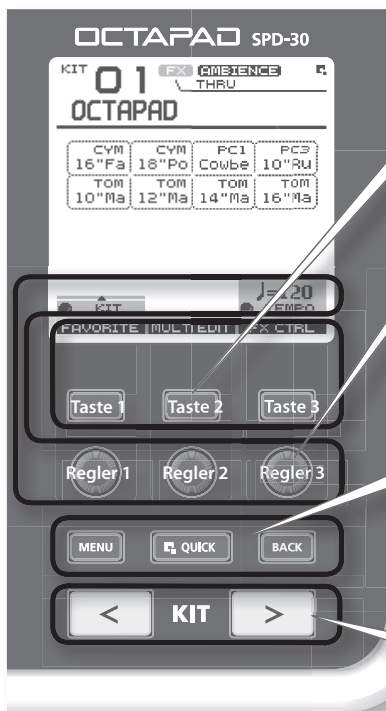 OCTAPAD SPD-30
KIT 01 FX AMBIENCE
THRU
OCTAPAD
CYM CYM PC1 PC3
16"Fa 18"Po Cowbe 10"Ru
TOM TOM TOM TOM
10"Ma 12"Ma 14"Ma 16"Ma
♩=120
KIT TEMPO
FAVORITE MULTI EDIT FX CTRL
Taste 1 Taste 2 Taste 3
Regler 1 Regler 2 Regler 3
MENU QUICK BACK
< KIT >